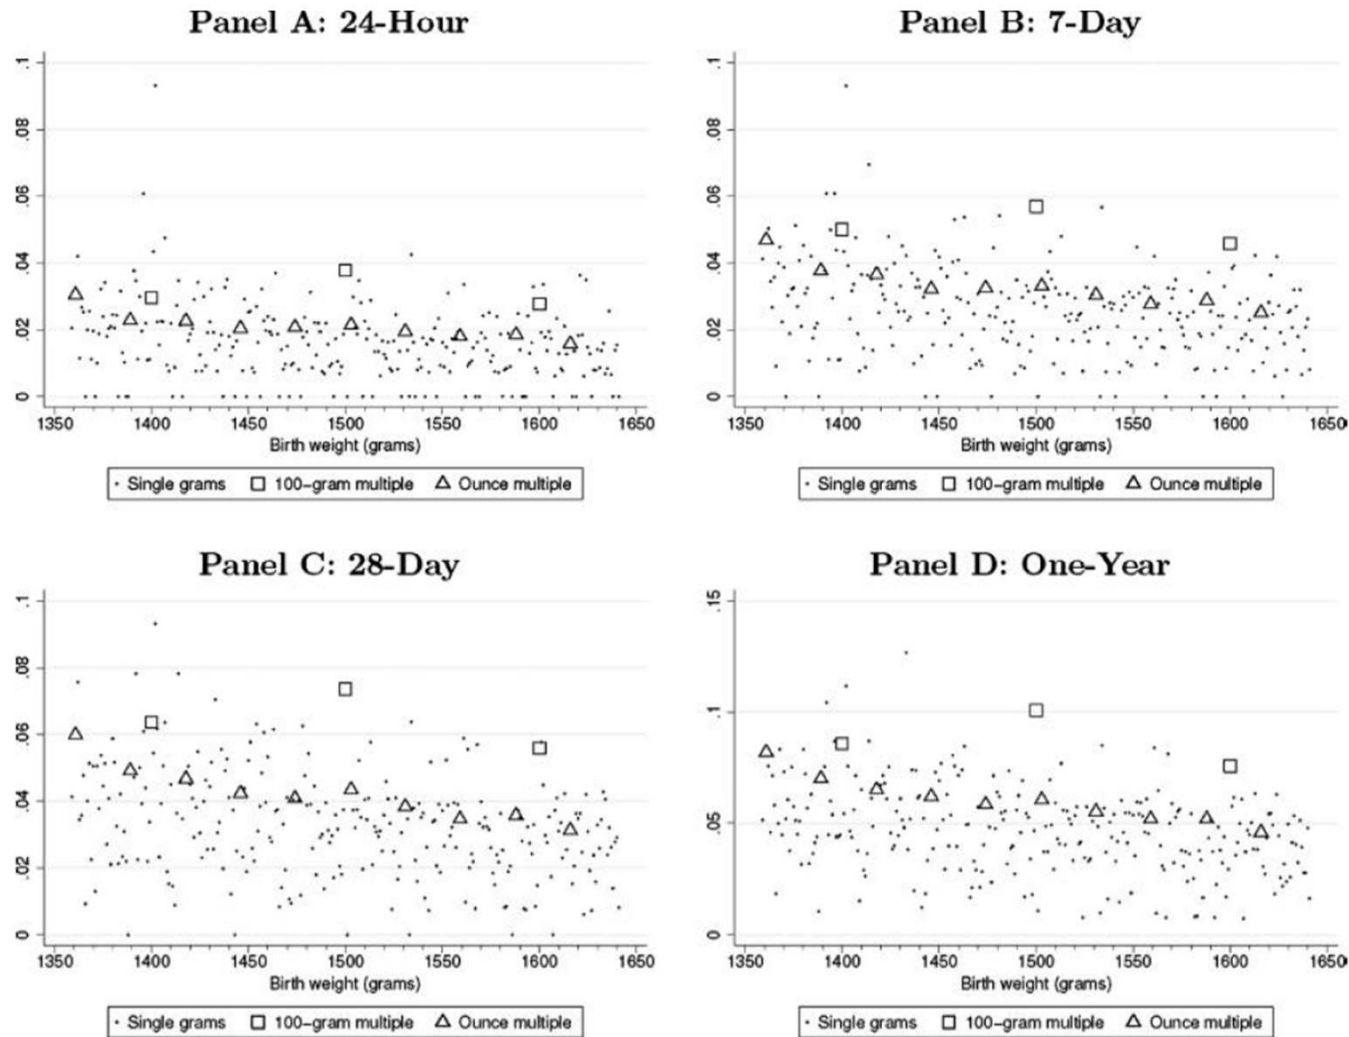 Panel A: 24-Hour
.1
.08
.06
.04
.02
0
1350 1400 1450 1500 1550 1600 1650
Birth weight (grams)
Single grams 100-gram multiple Ounce multiple
Panel B: 7-Day
.1
.08
.06
.04
.02
0
1350 1400 1450 1500 1550 1600 1650
Birth weight (grams)
Single grams 100-gram multiple Ounce multiple
Panel C: 28-Day
.1
.08
.06
.04
.02
0
1350 1400 1450 1500 1550 1600 1650
Birth weight (grams)
Single grams 100-gram multiple Ounce multiple
Panel D: One-Year
.15
.1
.05
0
1350 1400 1450 1500 1550 1600 1650
Birth weight (grams)
Single grams 100-gram multiple Ounce multiple